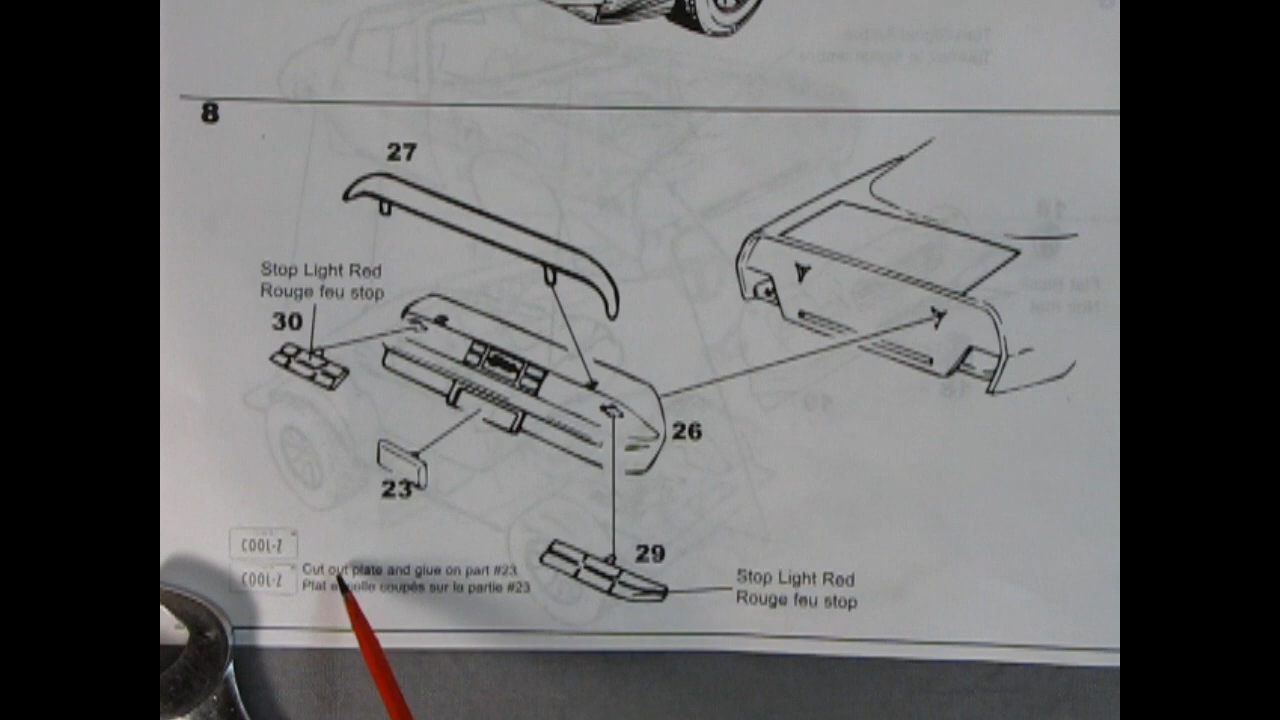 8
27
Stop Light Red
Rouge feu stop
30
26
23
29
Stop Light Red
Rouge feu stop
COOL-Z
COOL-Z
Cut out plate and glue on part #23
Plat et colle coupés sur la partie #23